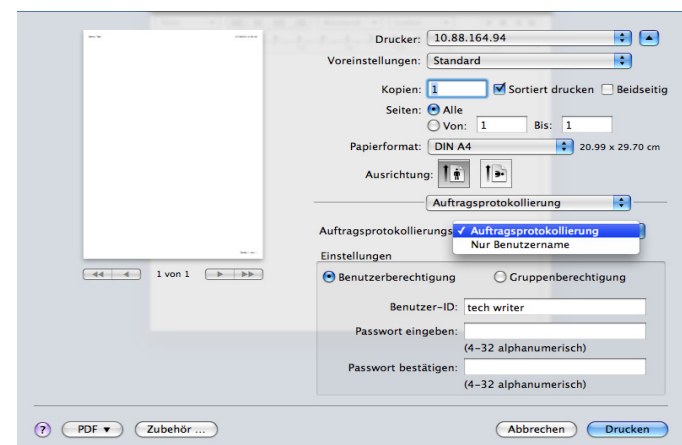 Drucker: 10.88.164.94
Voreinstellungen: Standard
Kopien: 1 Sortiert drucken Beidseitig
Seiten: Alle
Von: 1 Bis: 1
Papierformat: DIN A4 20.99 x 29.70 cm
Ausrichtung:
Auftragsprotokollierung
Auftragsprotokollierungs Auftragsprotokollierung
Nur Benutzername
Einstellungen
1 von 1
Benutzerberechtigung Gruppenberechtigung
Benutzer-ID: tech writer
Passwort eingeben:
(4-32 alphanumerisch)
Passwort bestätigen:
(4-32 alphanumerisch)
? PDF ▼ Zubehör ... Abbrechen Drucken